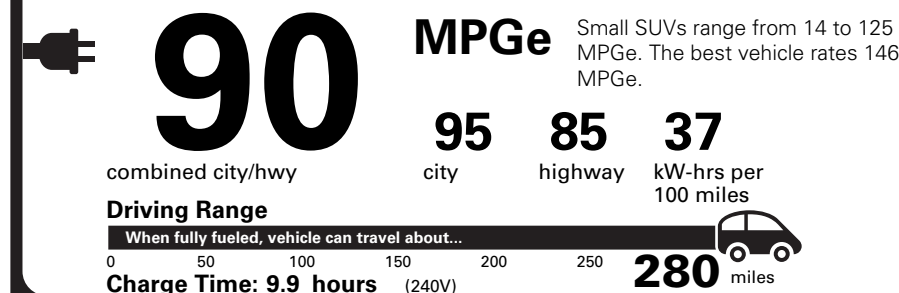 90
MPGe
Small SUVs range from 14 to 125
MPGe. The best vehicle rates 146
MPGe.
95 85 37
combined city/hwy city highway kW-hrs per
100 miles
Driving Range
When fully fueled, vehicle can travel about...
0 50 100 150 200 250 280 miles
Charge Time: 9.9 hours (240V)